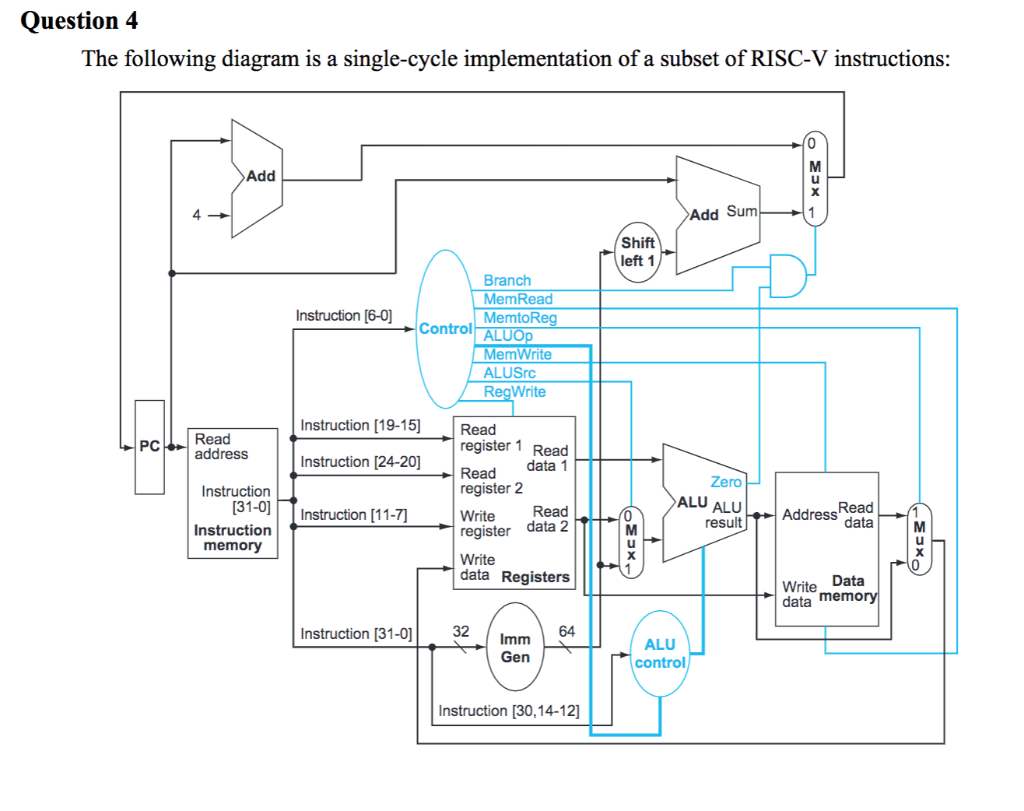 Question 4
The following diagram is a single-cycle implementation of a subset of RISC-V instructions:
Add
4
0
Mux
1
Add Sum
Shift
left 1
Branch
MemRead
MemtoReg
ALUOp
MemWrite
ALUSrc
RegWrite
Instruction [6-0]
Control
PC
Read
address
Instruction
[31-0]
Instruction
memory
Instruction [19-15]
Instruction [24-20]
Instruction [11-7]
Read
register 1
Read
data 1
Read
register 2
Write
register
Read
data 2
Write
data
Registers
0
Mux
1
Zero
ALU
ALU
result
Address
Read
data
Write
data
Data
memory
1
Mux
0
Instruction [31-0]
32
Imm
Gen
64
ALU
control
Instruction [30,14-12]